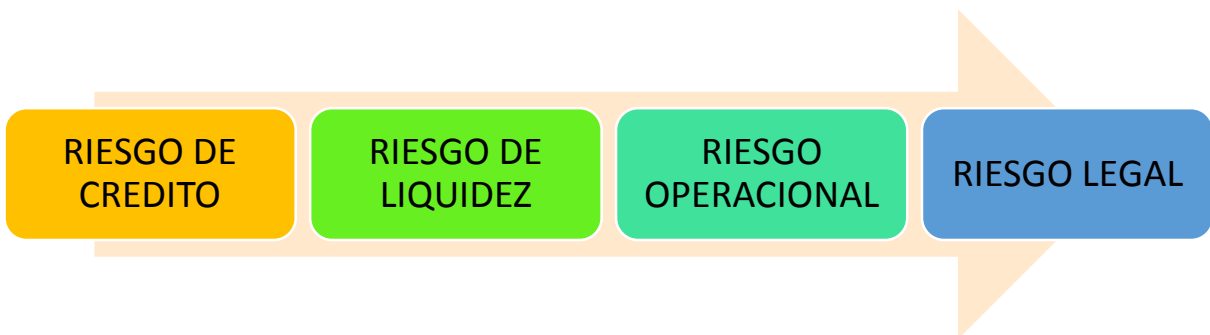 RIESGO DE
CREDITO
RIESGO DE
LIQUIDEZ
RIESGO
OPERACIONAL
RIESGO LEGAL